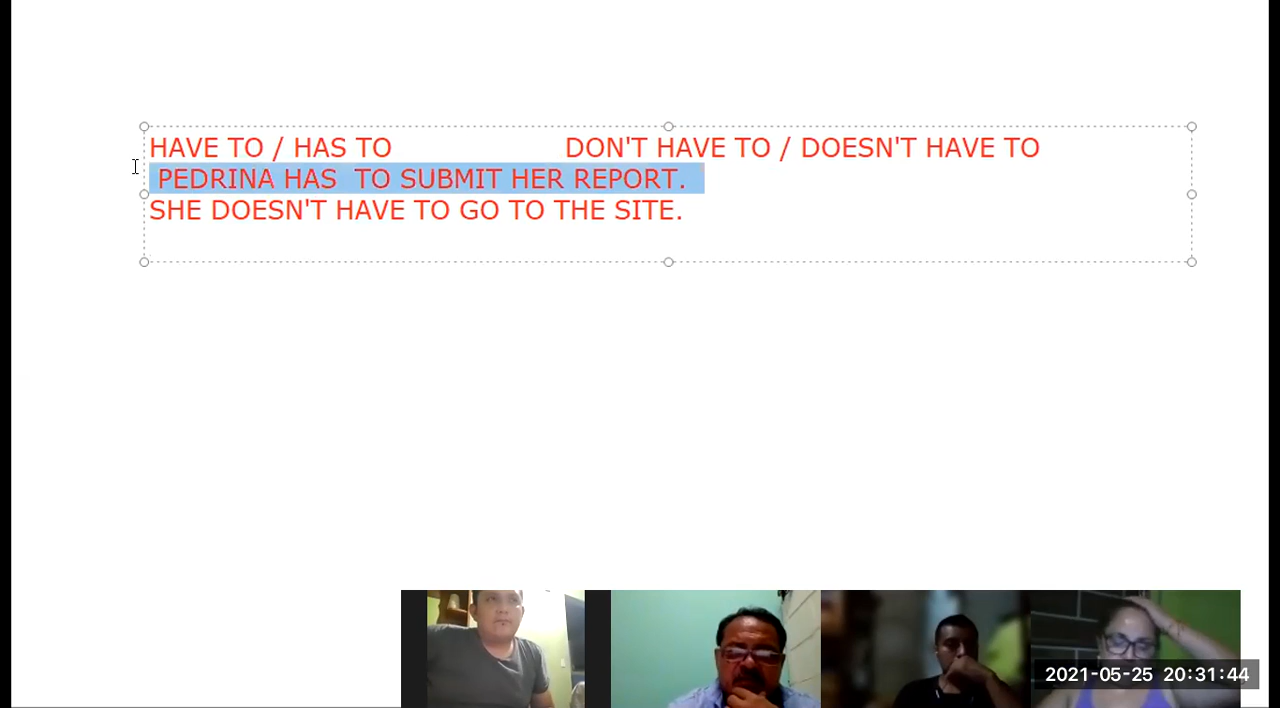 HAVE TO / HAS TO DON'T HAVE TO / DOESN'T HAVE TO
PEDRINA HAS  TO SUBMIT HER REPORT.
SHE DOESN'T HAVE TO GO TO THE SITE.
2021-05-25 20:31:44